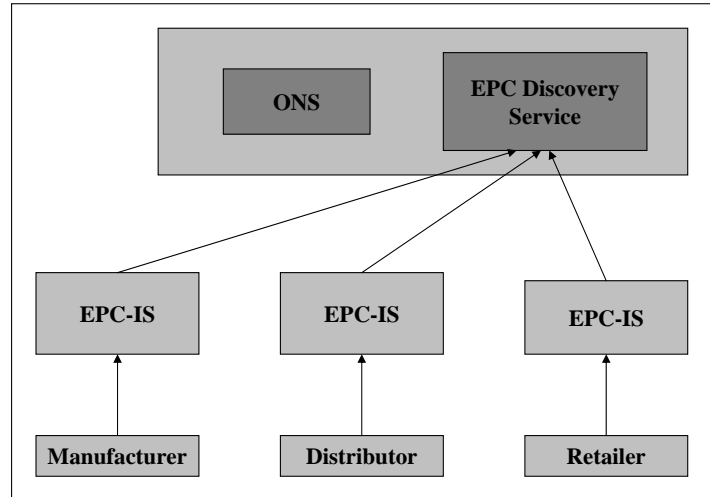 ONS
EPC Discovery
Service
EPC-IS
EPC-IS
EPC-IS
Manufacturer
Distributor
Retailer